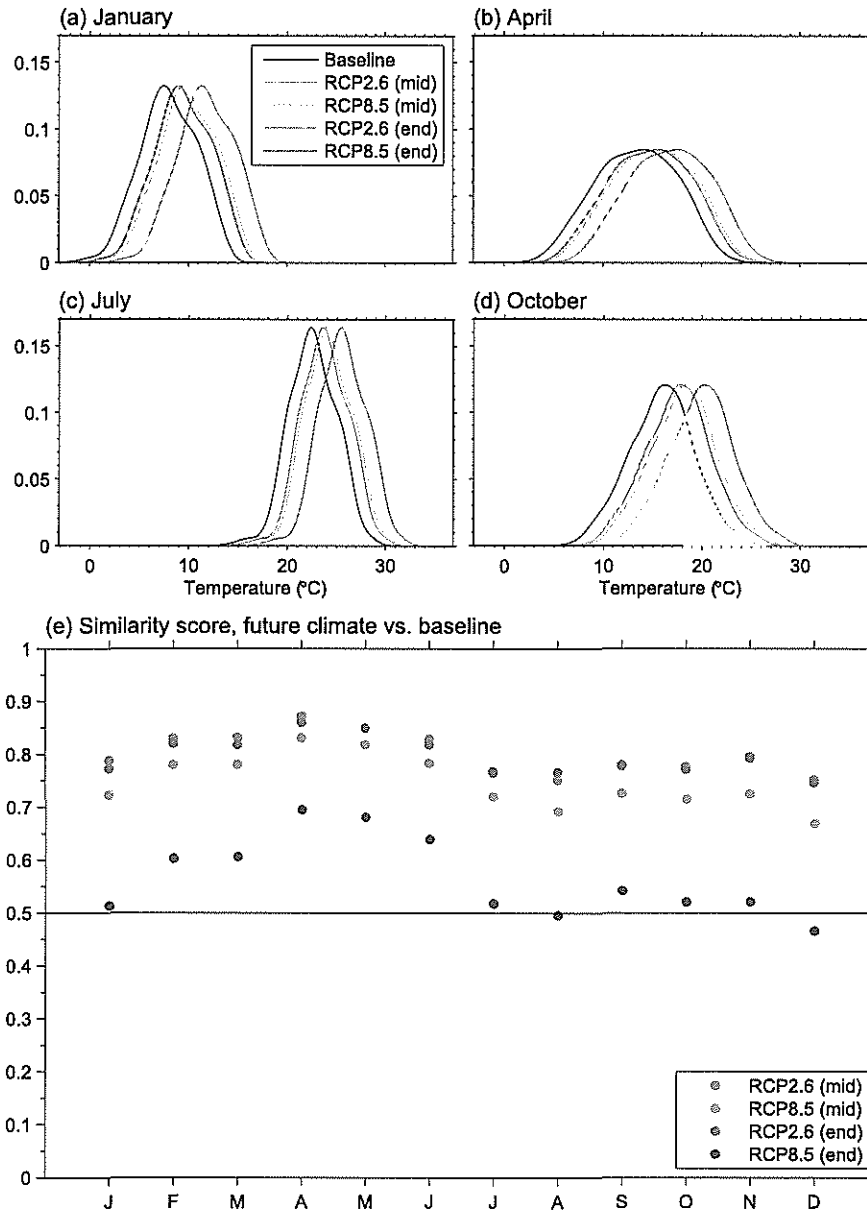 (a) January
(b) April
0.15
0.1
0.05
0
Baseline
RCP2.6 (mid)
RCP8.5 (mid)
RCP2.6 (end)
RCP8.5 (end)
(c) July
(d) October
0.15
0.1
0.05
0
0 10 20 30
0 10 20 30
Temperature (°C)
Temperature (°C)
(e) Similarity score, future climate vs. baseline
1
0.9
0.8
0.7
0.6
0.5
0.4
0.3
0.2
0.1
0
RCP2.6 (mid)
RCP8.5 (mid)
RCP2.6 (end)
RCP8.5 (end)
J F M A M J J A S O N D